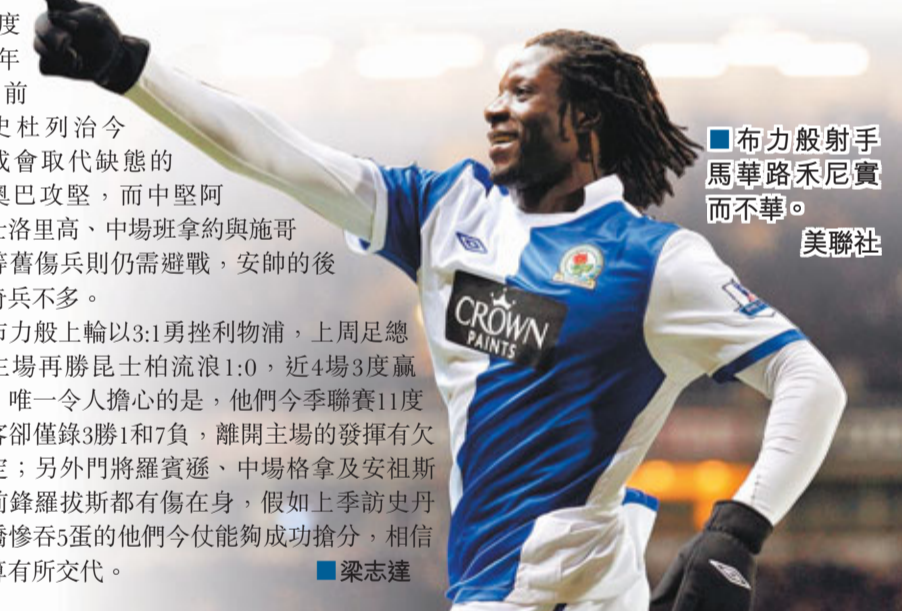 度
年
前
史杜列治今
或會取代缺態的
奧巴攻堅，而中堅阿
士洛里高、中場班拿約與施哥
等舊傷兵則仍需避戰，安帥的後
奇兵不多。
布力般上輪以3:1勇挫利物浦，上周足總
主場再勝昆士柏流浪1:0，近4場3度贏
，唯一令人擔心的是，他們今季聯賽11度
客卻僅錄3勝1和7負，離開主場的發揮有欠
定；另外門將羅賓遜、中場格拿及安祖斯
前鋒羅拔斯都有傷在身，假如上季訪史丹
橋慘吞5蛋的他們今仗能夠成功搶分，相信
算有所交代。
■梁志達
■布力般射手
馬華路禾尼實
而不華。
美聯社
CROWN
PAINTS